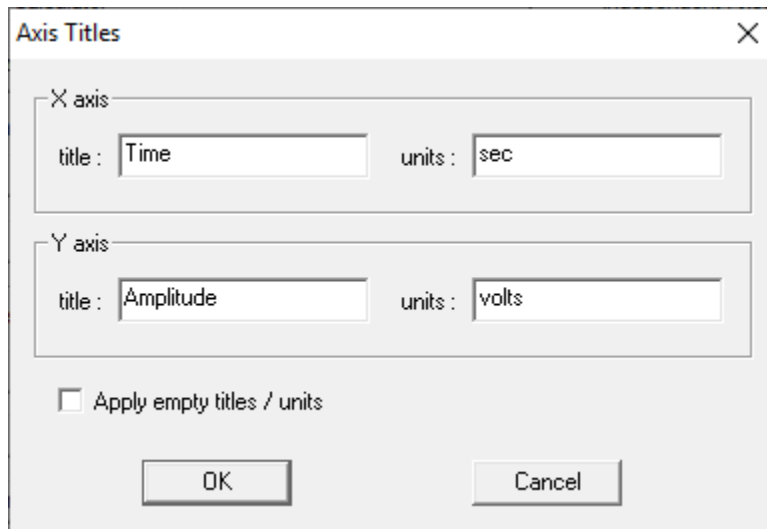 Axis Titles
X axis
title : Time units : sec
Y axis
title : Amplitude units : volts
Apply empty titles / units
OK Cancel